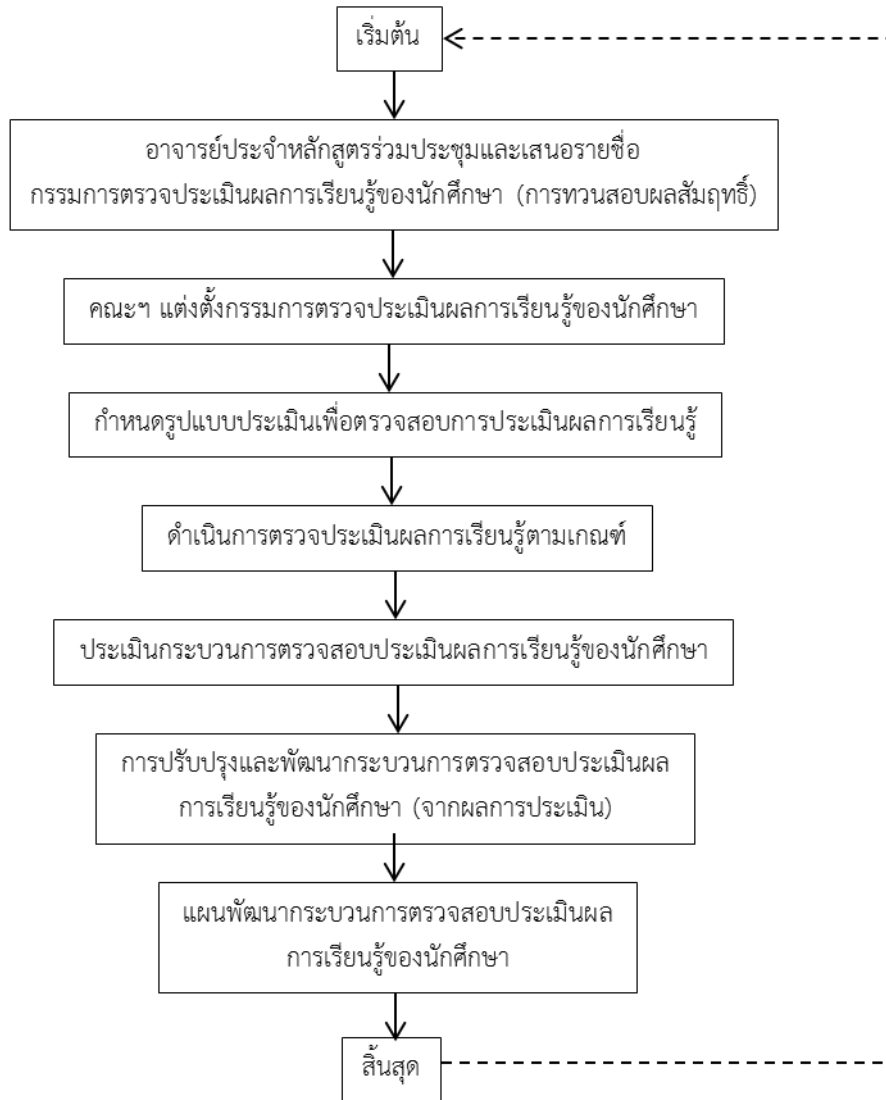 เริ่มต้น
อาจารย์ประจำหลักสูตรร่วมประชุมและเสนอรายชื่อ
กรรมการตรวจประเมินผลการเรียนรู้ของนักศึกษา (การทวนสอบผลสัมฤทธิ์)
คณะฯ แต่งตั้งกรรมการตรวจประเมินผลการเรียนรู้ของนักศึกษา
กำหนดรูปแบบประเมินเพื่อตรวจสอบการประเมินผลการเรียนรู้
ดำเนินการตรวจประเมินผลการเรียนรู้ตามเกณฑ์
ประเมินกระบวนการตรวจสอบประเมินผลการเรียนรู้ของนักศึกษา
การปรับปรุงและพัฒนากระบวนการตรวจสอบประเมินผล
การเรียนรู้ของนักศึกษา (จากผลการประเมิน)
แผนพัฒนากระบวนการตรวจสอบประเมินผล
การเรียนรู้ของนักศึกษา
สิ้นสุด